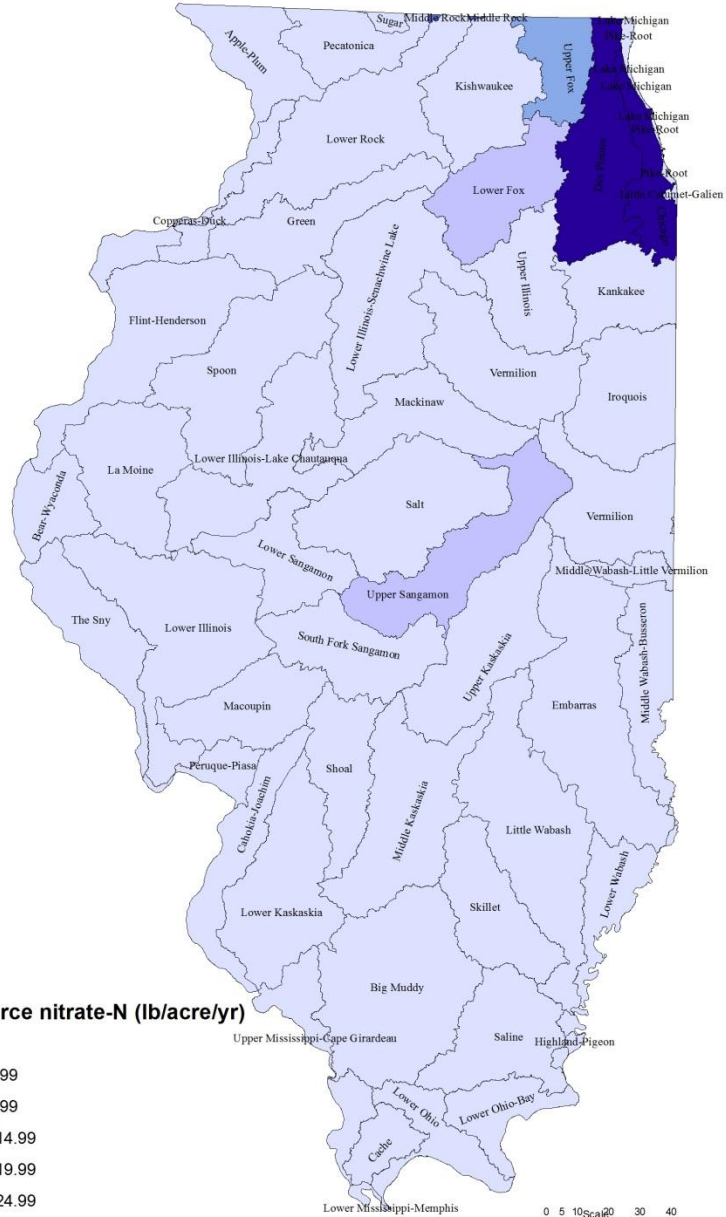 Sugar
Middle Rock
Middle Rock
Lake Michigan
Pike-Root
Apple-Plum
Pecatonica
Upper Fox
Lake Michigan
Kishwaukee
Lake Michigan
Lake Michigan
Pike-Root
Lower Rock
Des Plaines
Pike-Root
Lower Fox
Little Calumet-Galien
Copperas-Duck
Green
Chicago
Lower Illinois-Senachwine Lake
Upper Illinois
Kankakee
Flint-Henderson
Spoon
Vermilion
Iroquois
Mackinaw
Lower Illinois-Lake Chautauqua
La Moine
Bear-Wyaconda
Salt
Vermilion
Lower Sangamon
Middle Wabash-Little Vermilion
Upper Sangamon
The Sny
Lower Illinois
South Fork Sangamon
Upper Kaskaskia
Middle Wabash-Busseron
Macoupin
Embarras
Peruque-Piasa
Shoal
Cahokia-Joachim
Middle Kaskaskia
Little Wabash
Lower Wabash
Lower Kaskaskia
Skillet
Big Muddy
rce nitrate-N (lb/acre/yr)
Upper Mississippi-Cape Girardeau
Saline
Highland-Pigeon
99
99
Lower Ohio
Lower Ohio-Bay
14.99
Cache
19.99
24.99
Lower Mississippi-Memphis
0 5 10 20 30 40
Scale